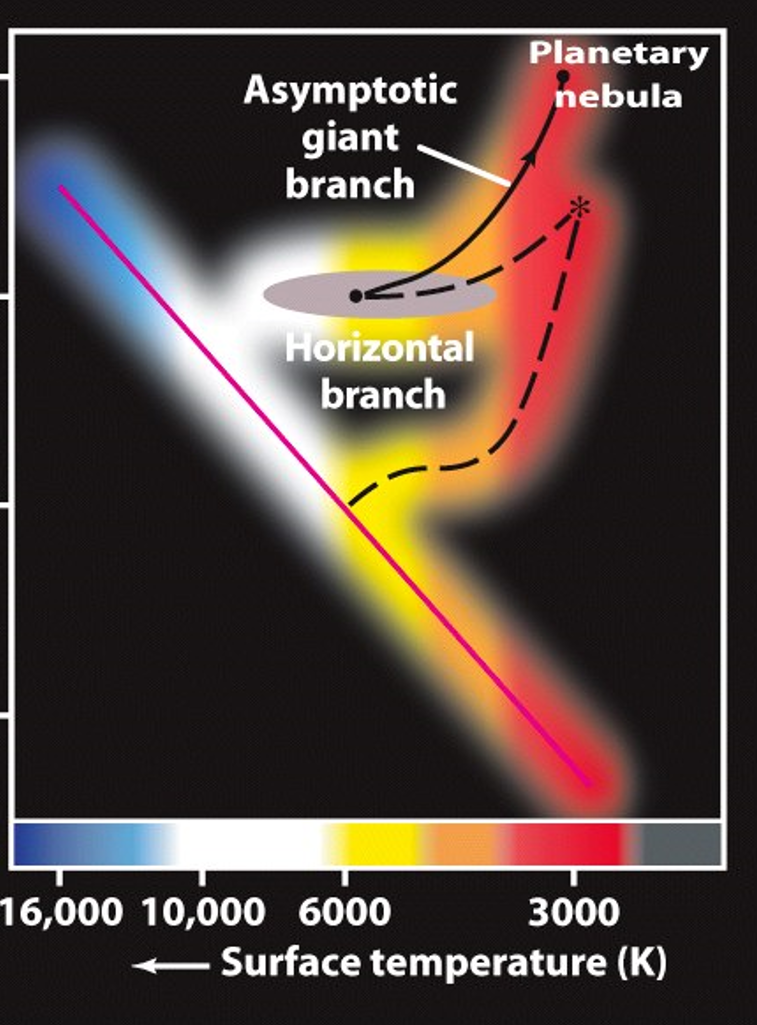 Planetary
nebula
Asymptotic
giant
branch
*
Horizontal
branch
16,000 10,000 6000 3000
Surface temperature (K)